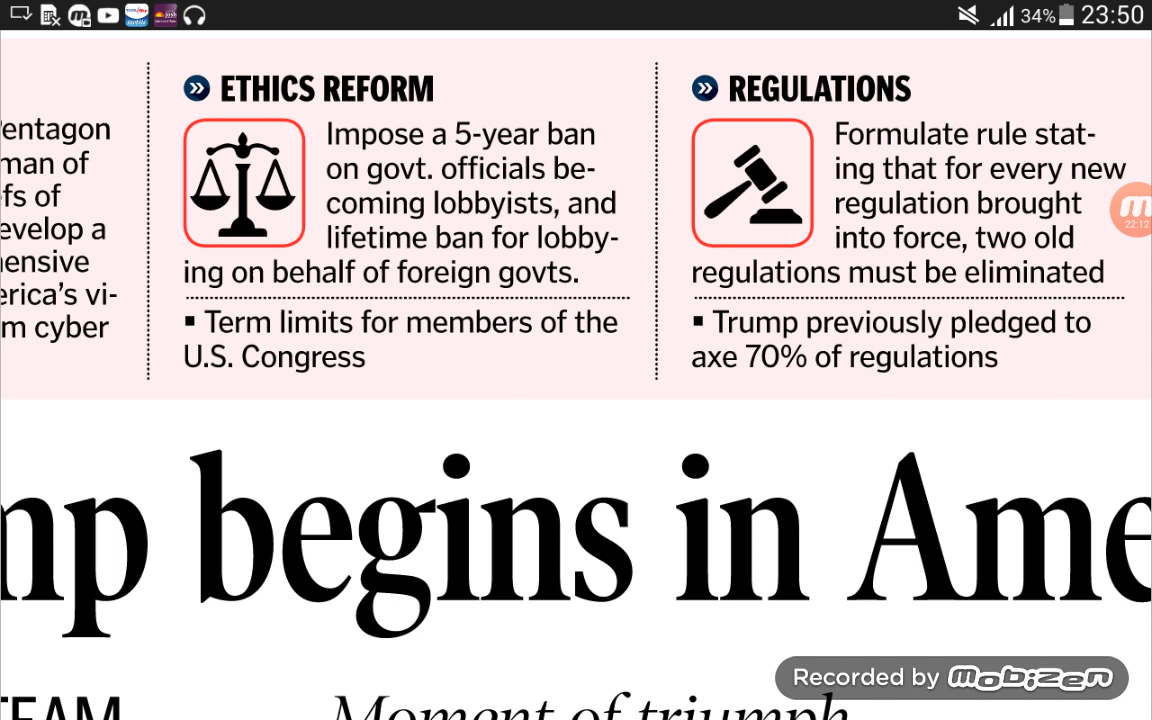 34% 23:50
entagon
man of
fs of
evelop a
ensive
erica's vi-
m cyber
ETHICS REFORM
Impose a 5-year ban
on govt. officials be-
coming lobbyists, and
lifetime ban for lobby-
ing on behalf of foreign govts.
▪ Term limits for members of the
U.S. Congress
REGULATIONS
Formulate rule stat-
ing that for every new
regulation brought
into force, two old
regulations must be eliminated
▪ Trump previously pledged to
axe 70% of regulations
22:12
mp begins in Ame
TEAM
Moment of triumph
Recorded by mobizen